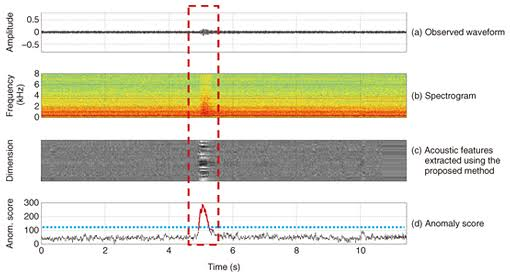 Amplitude
0.5
0
−0.5
(a) Observed waveform
Frequency
(kHz)
8
6
4
2
0
(b) Spectrogram
Dimension
(c) Acoustic features
extracted using the
proposed method
Anom. score
300
200
100
0
(d) Anomaly score
0 2 4 6 8 10
Time (s)